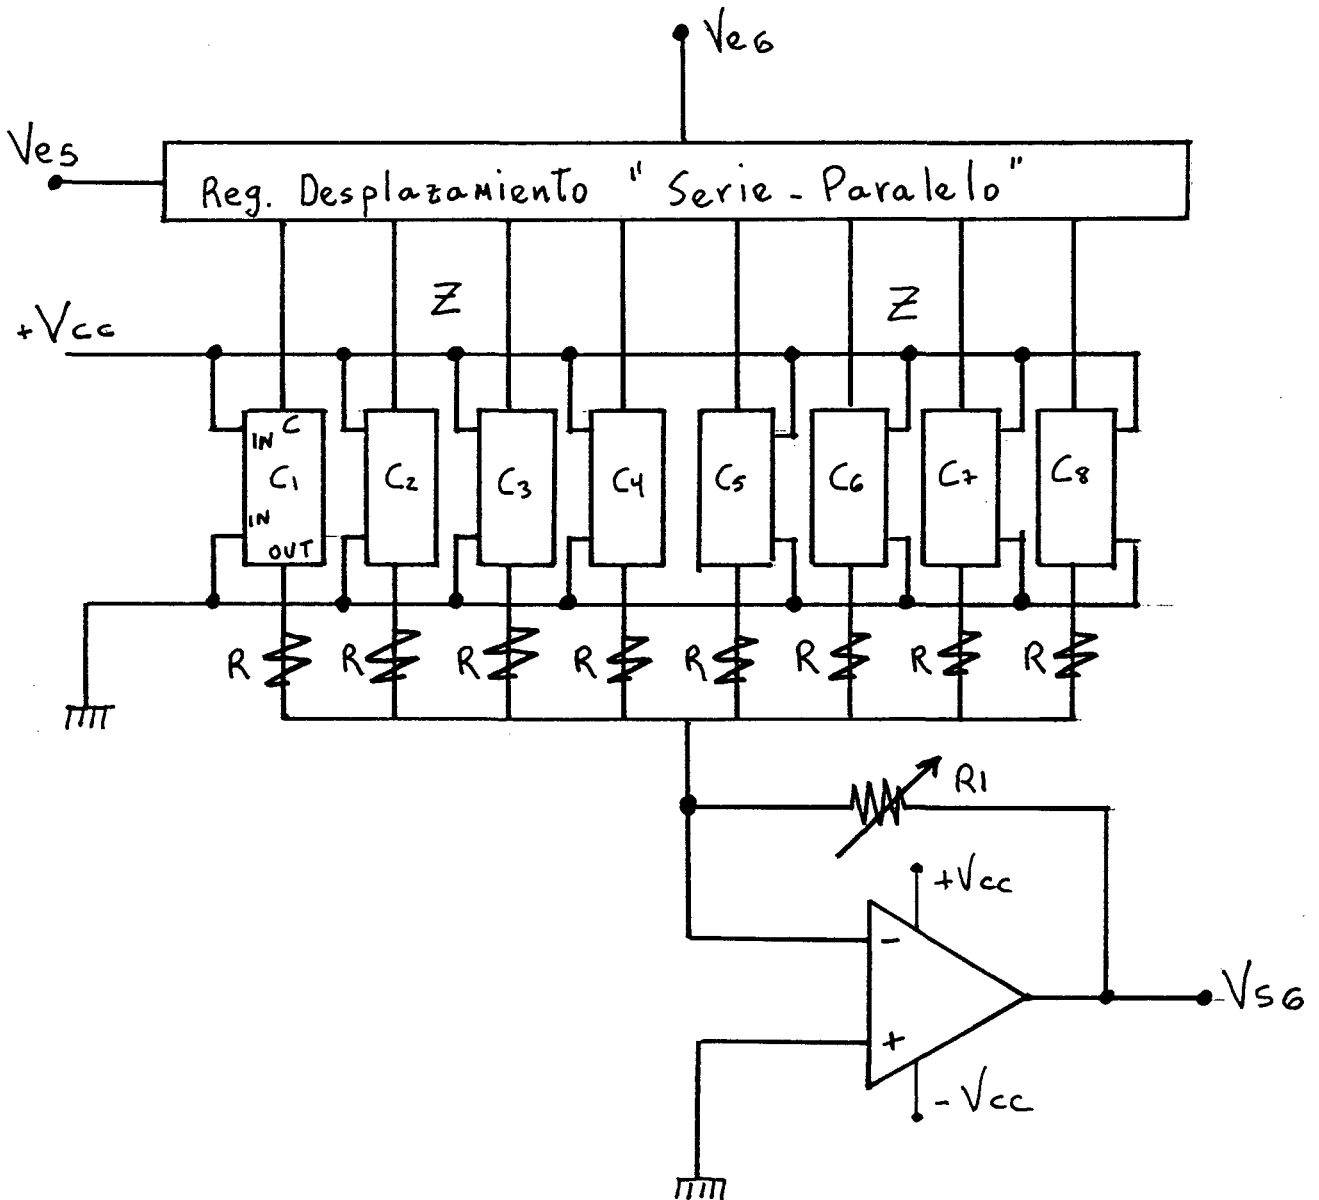 Ve6
Ve5
Reg. Desplazamiento "Serie-Paralelo"
Z Z
+Vcc
IN C
C1 C2 C3 C4 C5 C6 C7 C8
IN
OUT
R R R R R R R R
R1
+Vcc
-
VS6
+
-Vcc